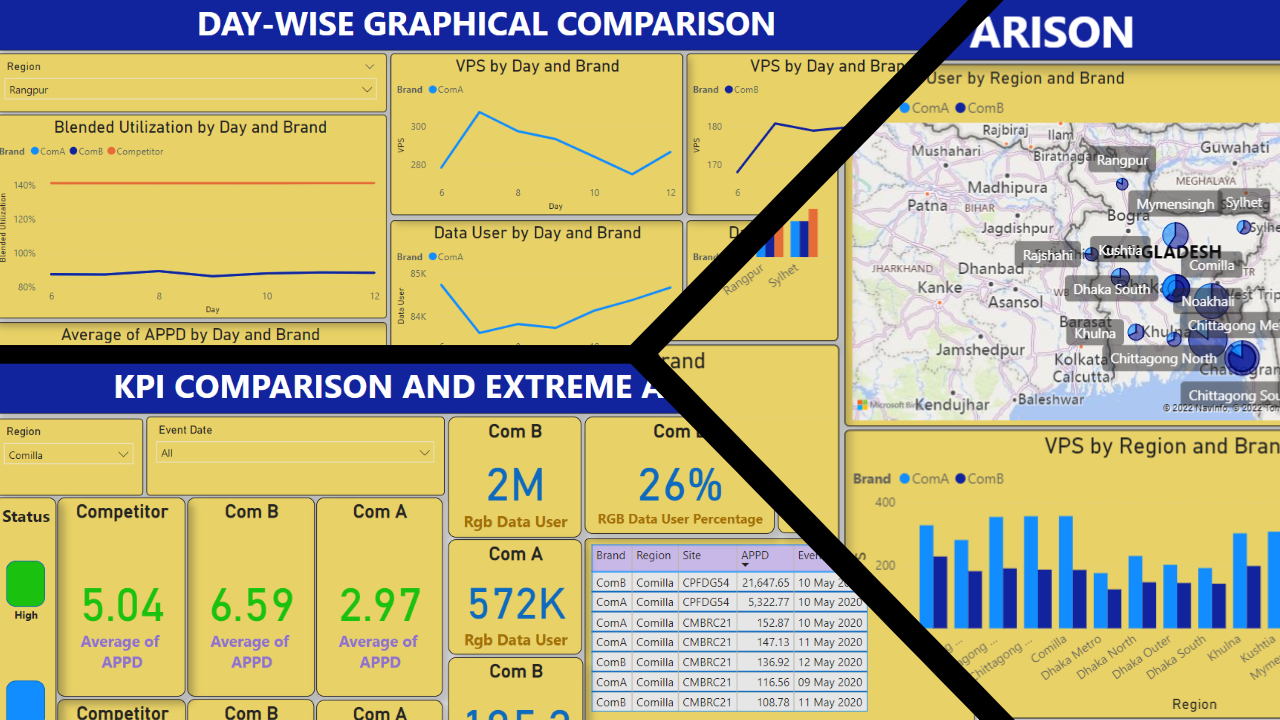 DAY-WISE GRAPHICAL COMPARISON
Region
Rangpur
Blended Utilization by Day and Brand
Brand ComA ComB Competitor
Blended Utilization
140%
120%
100%
80%
6 8 10 12
Day
Average of APPD by Day and Brand
VPS by Day and Brand
Brand ComA
VPS
300
280
6 8 10 12
Day
Data User by Day and Brand
Brand ComA
Data User
85K
84K
VPS by Day and Bran
Brand ComB
VPS
180
170
6
D
Brand
Rangpur
Sylhet
rand
ARISON
User by Region and Brand
ComA ComB
Rajbiraj
Ilam
Mushahari
Biratnagar
Rangpur
Guwahati
Madhipura
MEGHALAYA
Patna
BIHAR
Mymensingh
Sylhet
Bogra
Jagdishpur
Rajshahi
Kushtia
GLADESH
Comilla
JHARKHAND
Dhanbad
TR
Kanke
WB
Dhaka South
Asansol
Noakhali
West Trip
Barasat
Khulna
Khulna
Chittagong Me
Jamshedpur
Kolkata
Calcutta
Chittagong North
Kendujhar
Baleshwar
Chittagong Sou
Microsoft Bin
© 2022 NavInfo, © 2022 Tom
VPS by Region and Bran
Brand ComA ComB
400
200
Chittagong ...
Comilla
Dhaka Metro
Dhaka North
Dhaka Outer
Dhaka South
Khulna
Kushtia
Myme
Region
KPI COMPARISON AND EXTREME A
Region
Comilla
Event Date
All
Status
High
Competitor
5.04
Average of
APPD
Com B
6.59
Average of
APPD
Com A
2.97
Average of
APPD
Competitor
Com B
Com A
Com B
2M
Rgb Data User
Com A
572K
Rgb Data User
Com B
Com
26%
RGB Data User Percentage
Brand Region Site APPD Even
ComB Comilla CPFDG54 21,647.65 10 May 20
ComA Comilla CPFDG54 5,322.77 10 May 2020
ComA Comilla CMBRC21 152.87 10 May 2020
ComA Comilla CMBRC21 147.13 11 May 2020
ComB Comilla CMBRC21 136.92 12 May 2020
ComA Comilla CMBRC21 116.56 09 May 2020
ComB Comilla CMBRC21 108.78 11 May 2020